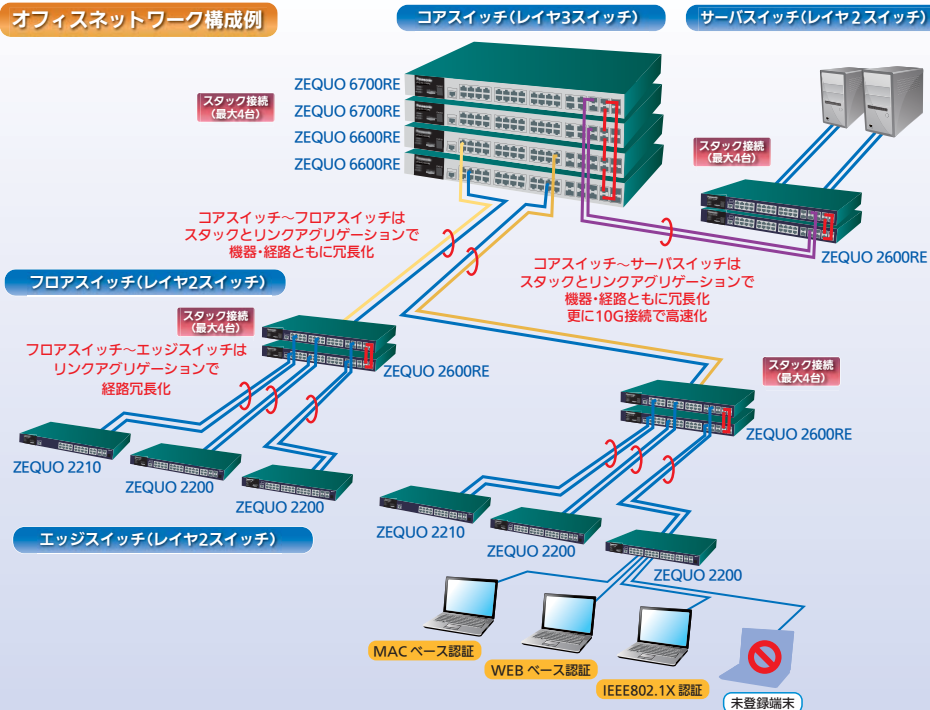 オフィスネットワーク構成例
コアスイッチ(レイヤ3スイッチ)
サーバスイッチ(レイヤ2スイッチ)
スタック接続
(最大4台)
ZEQUO 6700RE
ZEQUO 6700RE
ZEQUO 6600RE
ZEQUO 6600RE
Panasonic
スタック接続
(最大4台)
ZEQUO 2600RE
コアスイッチ～フロアスイッチは
スタックとリンクアグリゲーションで
機器・経路ともに冗長化
コアスイッチ～サーバスイッチは
スタックとリンクアグリゲーションで
機器・経路ともに冗長化
更に10G接続で高速化
フロアスイッチ(レイヤ2スイッチ)
スタック接続
(最大4台)
フロアスイッチ～エッジスイッチは
リンクアグリゲーションで
経路冗長化
ZEQUO 2600RE
スタック接続
(最大4台)
ZEQUO 2600RE
ZEQUO 2210
ZEQUO 2200
ZEQUO 2200
エッジスイッチ(レイヤ2スイッチ)
ZEQUO 2210
ZEQUO 2200
ZEQUO 2200
MAC ベース認証
WEB ベース認証
IEEE802.1X 認証
未登録端末